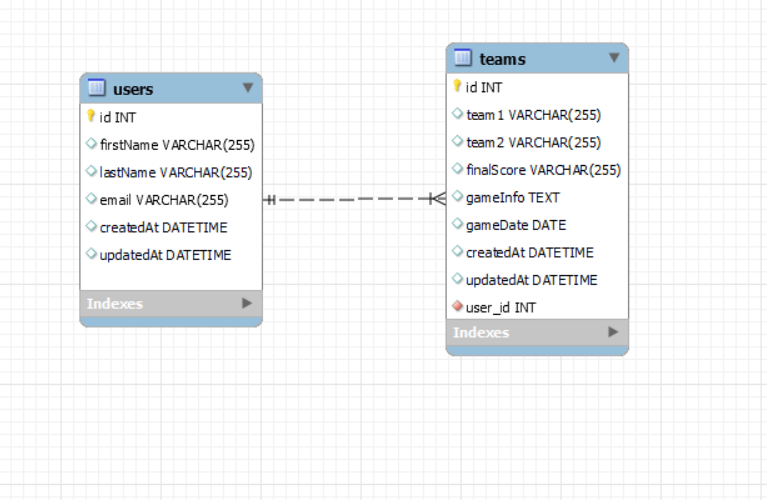 users
id INT
firstName VARCHAR(255)
lastName VARCHAR(255)
email VARCHAR(255)
createdAt DATETIME
updatedAt DATETIME
Indexes
teams
id INT
team1 VARCHAR(255)
team2 VARCHAR(255)
finalScore VARCHAR(255)
gameInfo TEXT
gameDate DATE
createdAt DATETIME
updatedAt DATETIME
user_id INT
Indexes